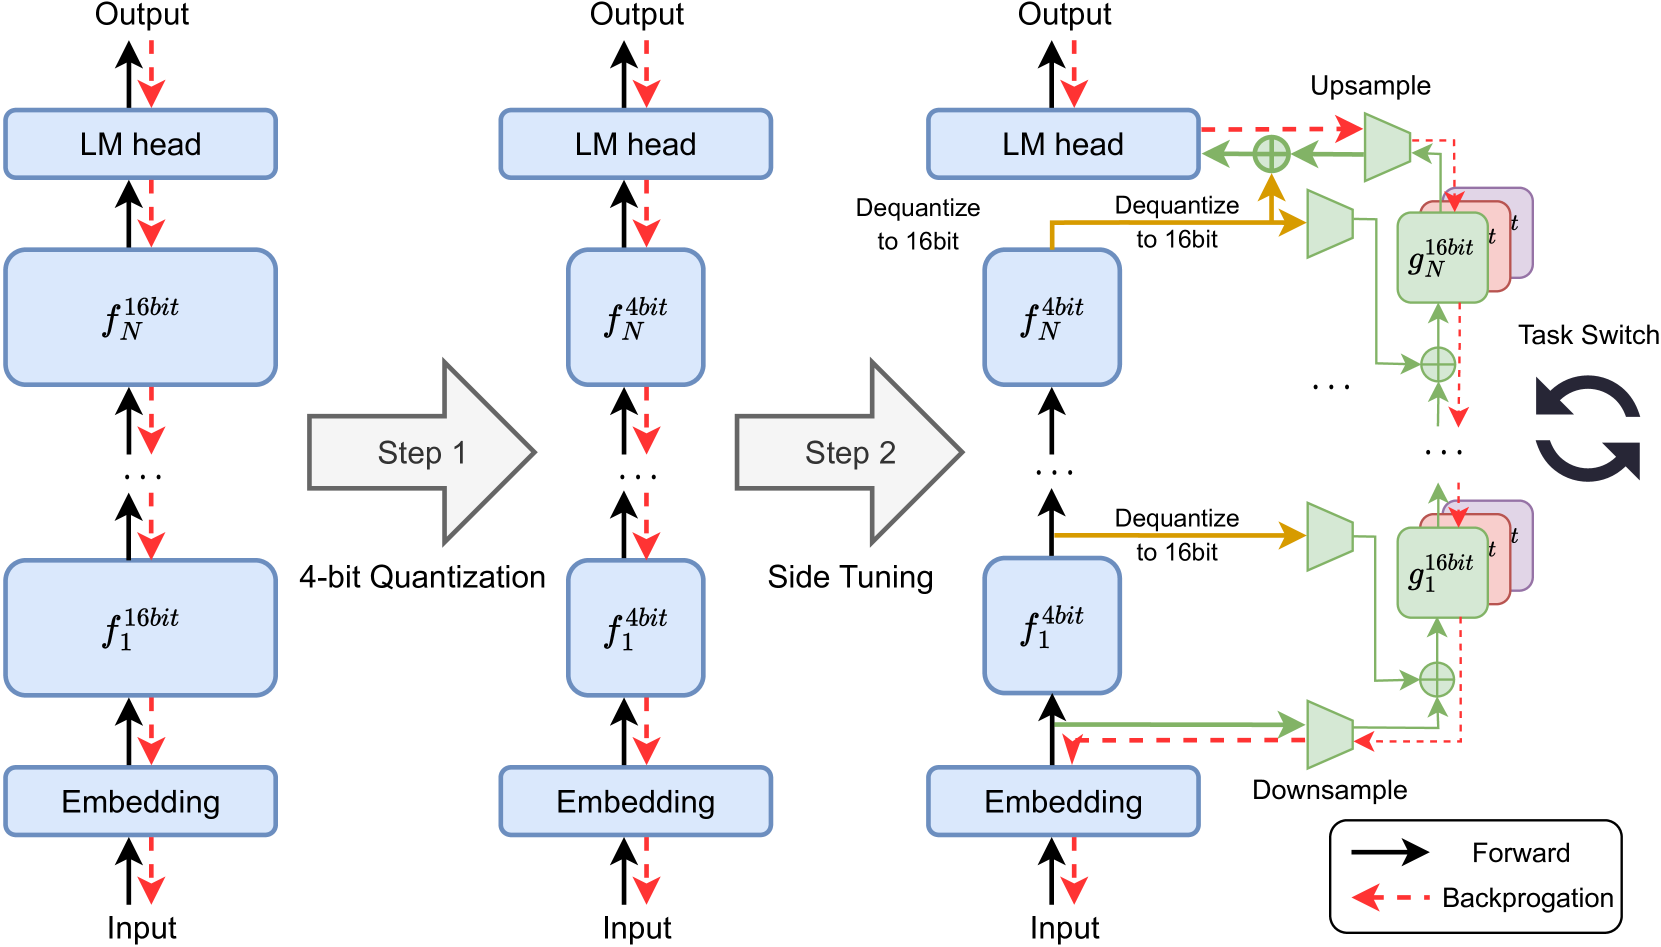 Output
LM head
f_N^{16bit}
...
f_1^{16bit}
Embedding
Input
Step 1
4-bit Quantization
Output
LM head
f_N^{4bit}
...
f_1^{4bit}
Embedding
Input
Step 2
Side Tuning
Output
LM head
Dequantize
to 16bit
f_N^{4bit}
...
f_1^{4bit}
Embedding
Input
Upsample
Dequantize
to 16bit
g_N^{16bit}
t
t
...
...
Dequantize
to 16bit
g_1^{16bit}
t
t
Downsample
Task Switch
Forward
Backprogation